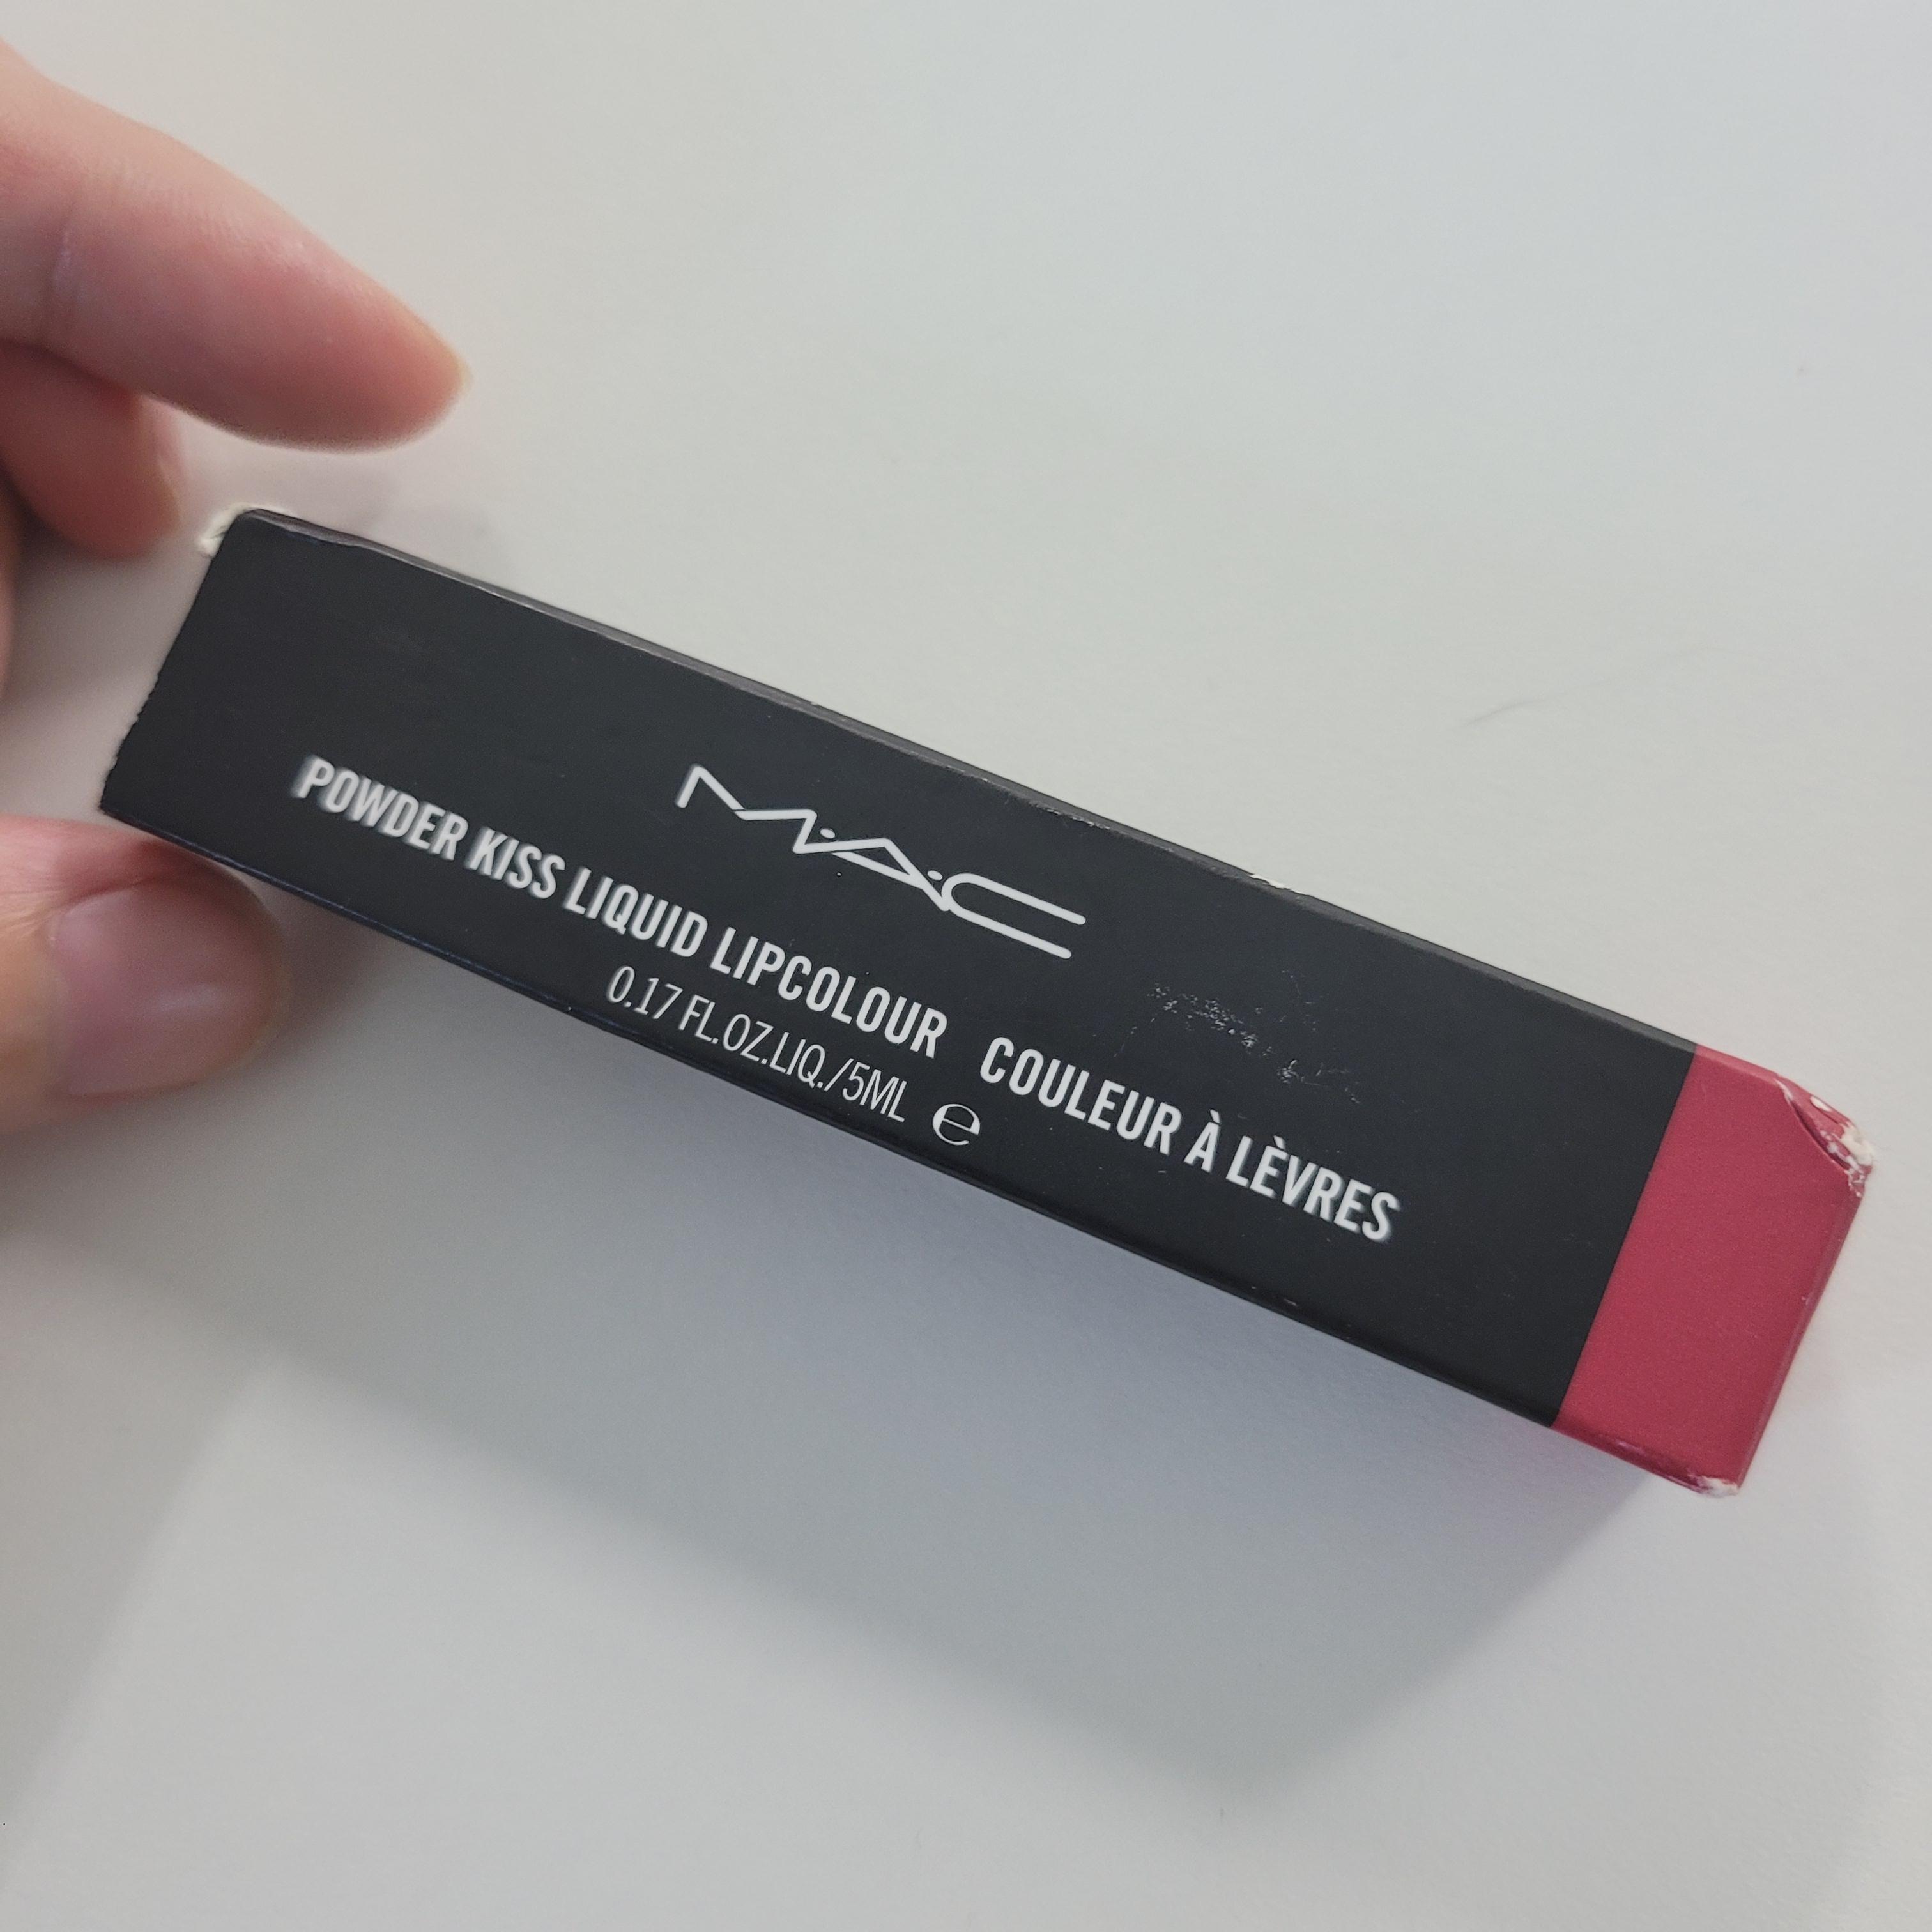 M·A·C
POWDER KISS LIQUID LIPCOLOUR COULEUR À LÈVRES
0.17 FL.OZ.LIQ./5ML ℮